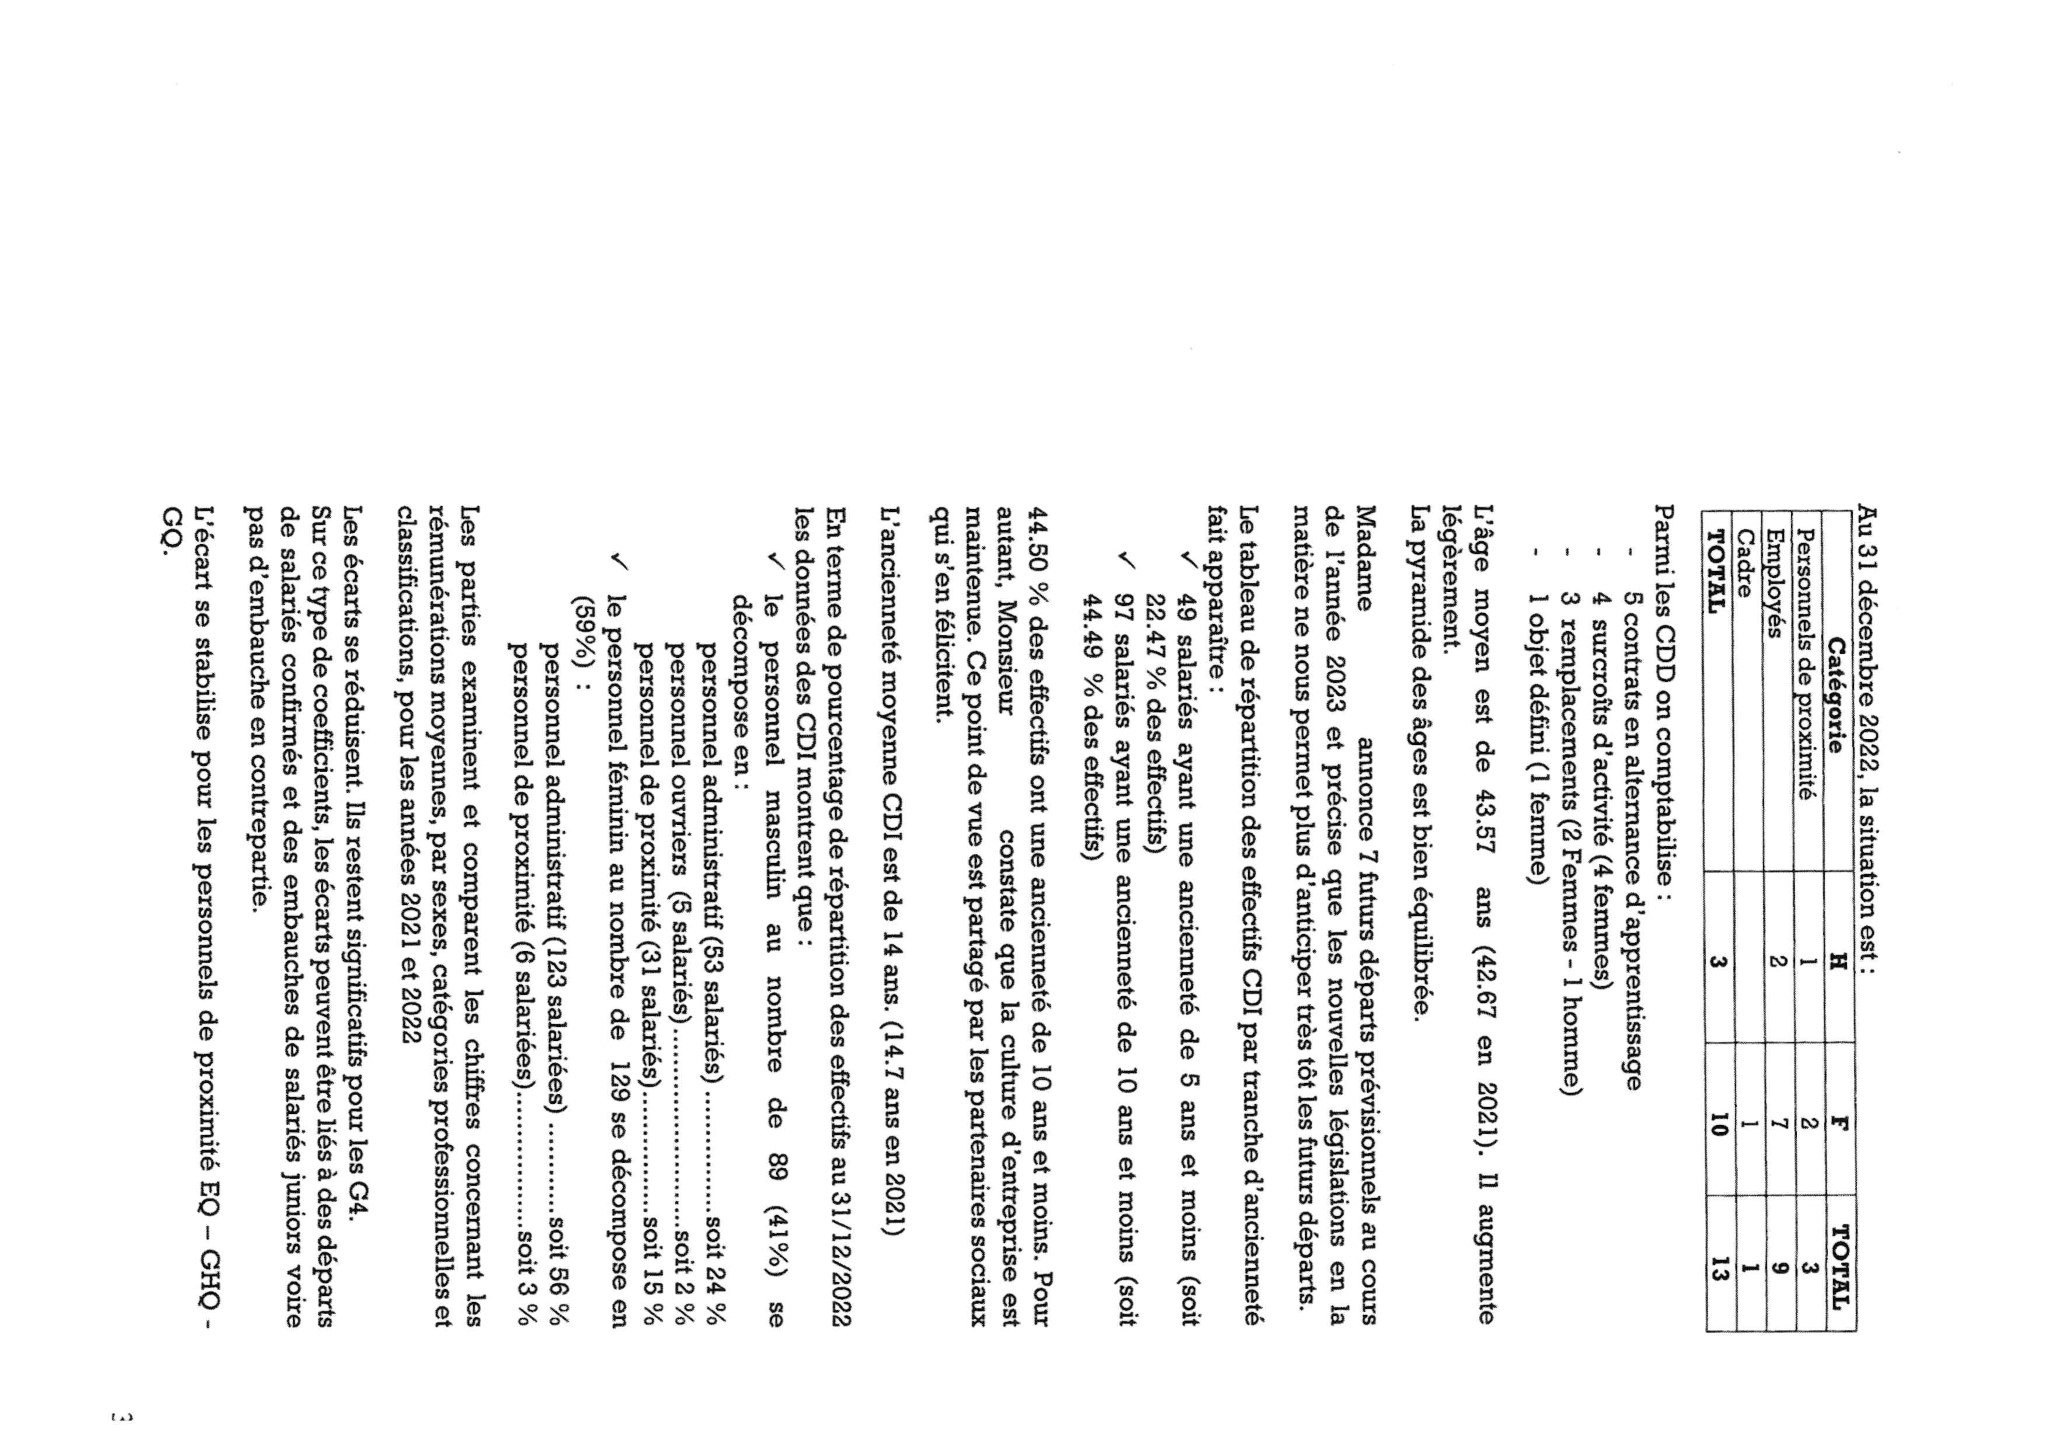 Au 31 décembre 2022, la situation est :
Catégorie H F TOTAL
Personnels de proximité 1 2 3
Employés 2 7 9
Cadre 1 1
TOTAL 3 10 13
Parmi les CDD on comptabilise :
- 5 contrats en alternance d'apprentissage
- 4 surcroîts d'activité (4 femmes)
- 3 remplacements (2 Femmes - 1 homme)
- 1 objet défini (1 femme)
L'âge moyen est de 43.57 ans (42.67 en 2021). Il augmente
légèrement.
La pyramide des âges est bien équilibrée.
Madame annonce 7 futurs départs prévisionnels au cours
de l'année 2023 et précise que les nouvelles législations en la
matière ne nous permet plus d'anticiper très tôt les futurs départs.
Le tableau de répartition des effectifs CDI par tranche d'ancienneté
fait apparaître :
✓ 49 salariés ayant une ancienneté de 5 ans et moins (soit
22.47 % des effectifs)
✓ 97 salariés ayant une ancienneté de 10 ans et moins (soit
44.49 % des effectifs)
44.50 % des effectifs ont une ancienneté de 10 ans et moins. Pour
autant, Monsieur constate que la culture d'entreprise est
maintenue. Ce point de vue est partagé par les partenaires sociaux
qui s'en félicitent.
L'ancienneté moyenne CDI est de 14 ans. (14.7 ans en 2021)
En terme de pourcentage de répartition des effectifs au 31/12/2022
les données des CDI montrent que :
✓ le personnel masculin au nombre de 89 (41%) se
décompose en :
personnel administratif (53 salariés) ...............soit 24 %
personnel ouvriers (5 salariés).........................soit 2 %
personnel de proximité (31 salariés)...............soit 15 %
✓ le personnel féminin au nombre de 129 se décompose en
(59%) :
personnel administratif (123 salariées) ...........soit 56 %
personnel de proximité (6 salariées)................soit 3 %
Les parties examinent et comparent les chiffres concernant les
rémunérations moyennes, par sexes, catégories professionnelles et
classifications, pour les années 2021 et 2022
Les écarts se réduisent. Ils restent significatifs pour les G4.
Sur ce type de coefficients, les écarts peuvent être liés à des départs
de salariés confirmés et des embauches de salariés juniors voire
pas d'embauche en contrepartie.
L'écart se stabilise pour les personnels de proximité EQ – GHQ -
GQ.